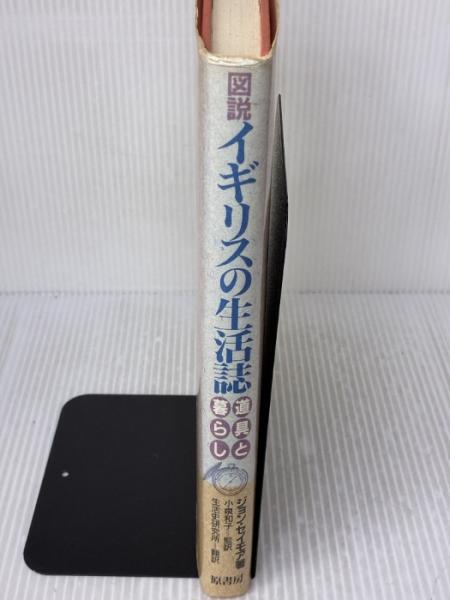 図説
イギリスの生活誌
道具と
暮らし
ジョン・セイモア著
小泉和子=監訳
生活史研究所=翻訳
原書房